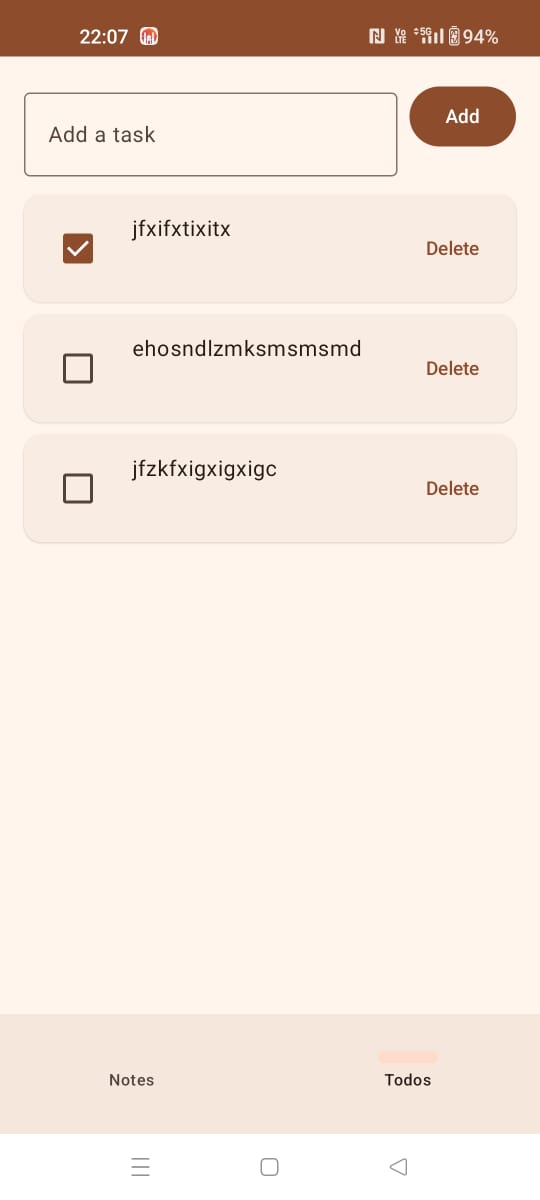 22:07 Vo LTE 5G 94%
Add a task
Add
jfxifxtixitx
Delete
ehosndlzmksmsmsmd
Delete
jfzkfxigxigxigc
Delete
Notes
Todos